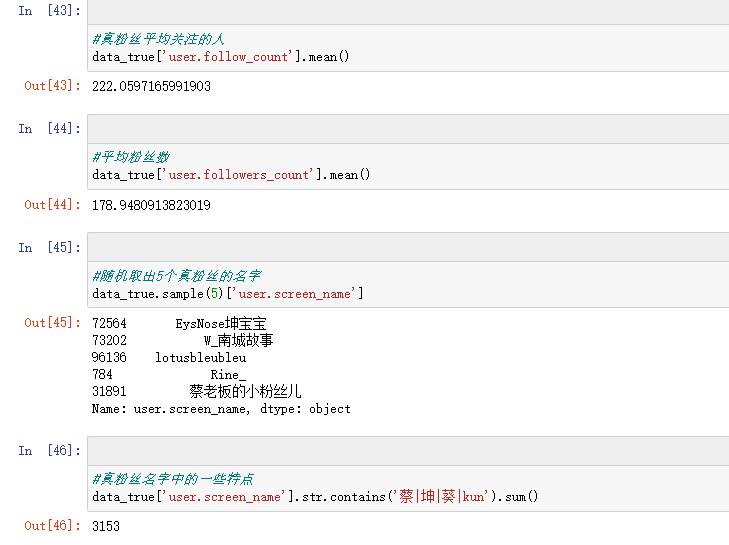 In [43]:
#真粉丝平均关注的人
data_true['user.follow_count'].mean()
Out[43]: 222.0597165991903
In [44]:
#平均粉丝数
data_true['user.followers_count'].mean()
Out[44]: 178.9480913823019
In [45]:
#随机取出5个真粉丝的名字
data_true.sample(5)['user.screen_name']
Out[45]: 72564 EysNose坤宝宝
73202 W_南城故事
96136 lotusbleubleu
784 Rine_
31891 蔡老板的小粉丝儿
Name: user.screen_name, dtype: object
In [46]:
#真粉丝名字中的一些特点
data_true['user.screen_name'].str.contains('蔡|坤|葵|kun').sum()
Out[46]: 3153